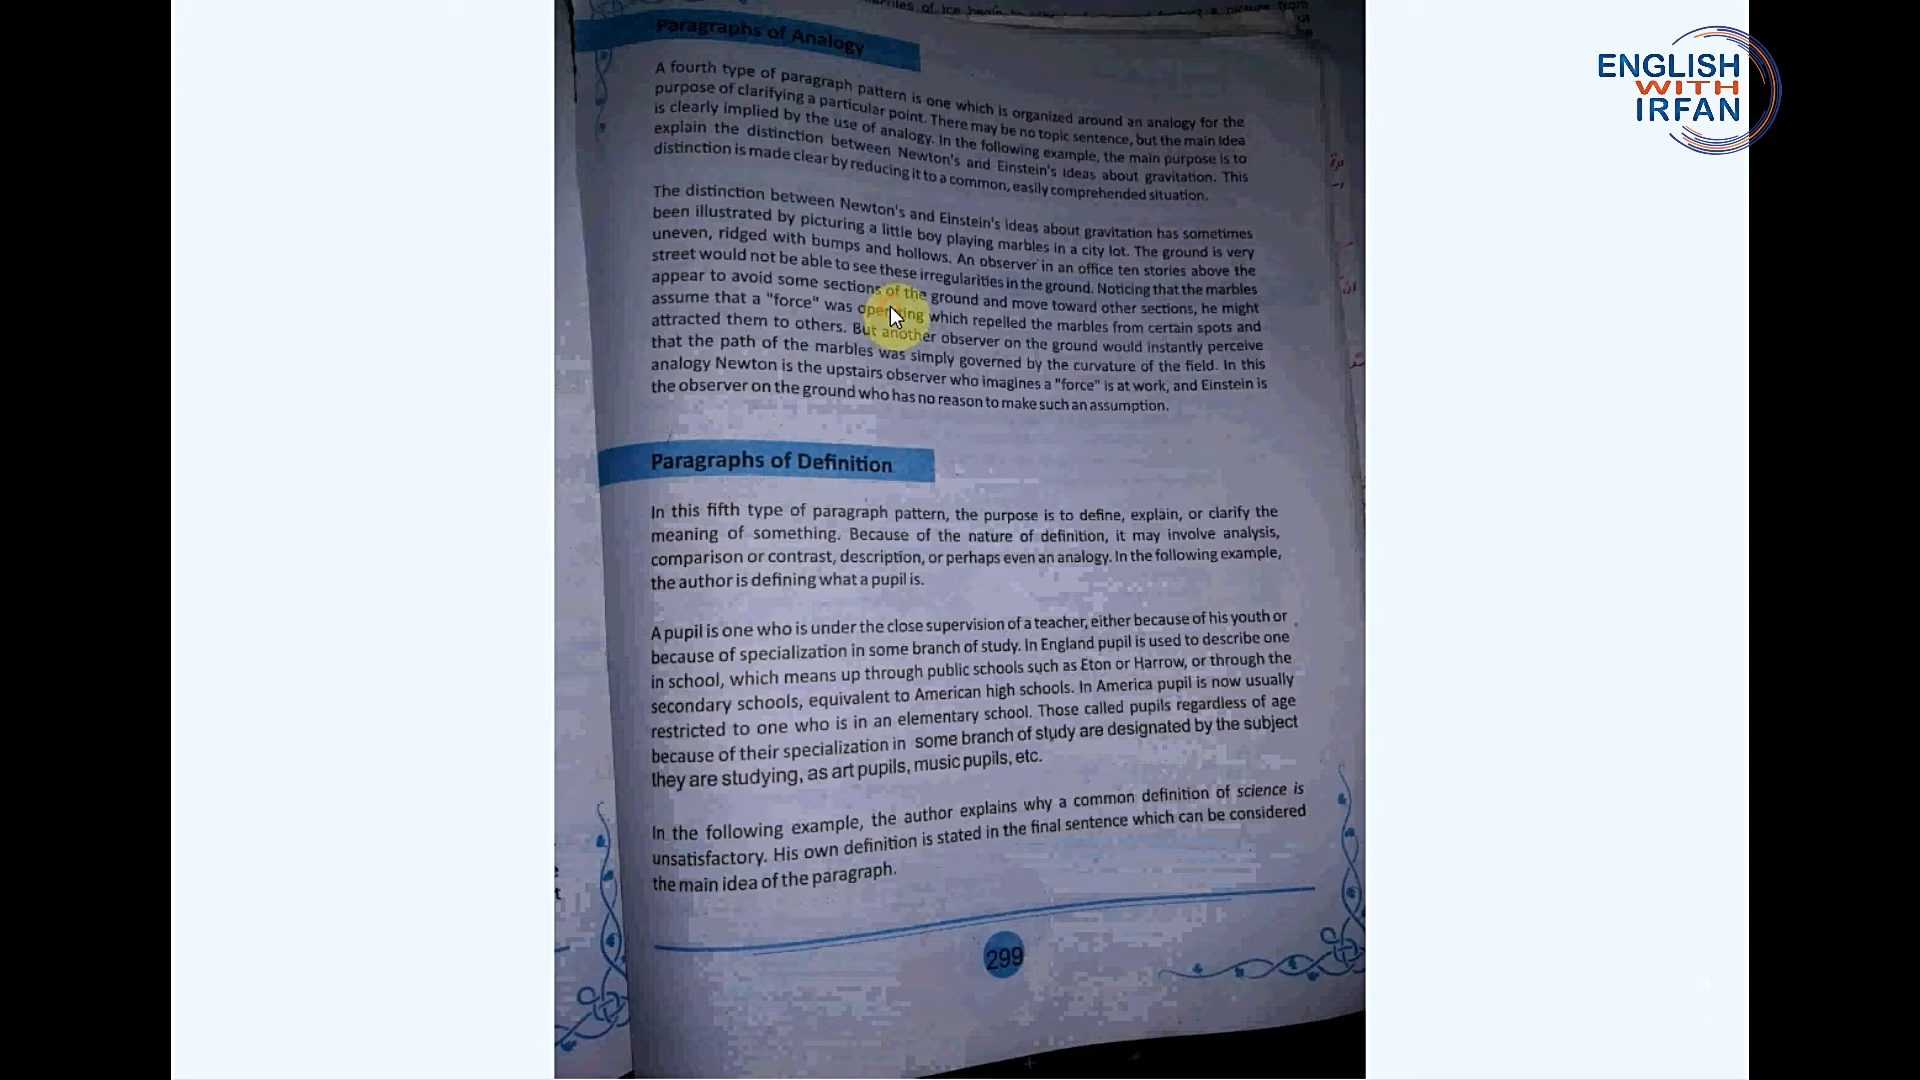 Paragraphs of Analogy
A fourth type of paragraph pattern is one which is organized around an analogy for the
purpose of clarifying a particular point. There may be no topic sentence, but the main idea
is clearly implied by the use of analogy. In the following example, the main purpose is to
explain the distinction between Newton's and Einstein's ideas about gravitation. This
distinction is made clear by reducing it to a common, easily comprehended situation.
The distinction between Newton's and Einstein's ideas about gravitation has sometimes
been illustrated by picturing a little boy playing marbles in a city lot. The ground is very
uneven, ridged with bumps and hollows. An observer in an office ten stories above the
street would not be able to see these irregularities in the ground. Noticing that the marbles
appear to avoid some sections of the ground and move toward other sections, he might
assume that a "force" was operating which repelled the marbles from certain spots and
attracted them to others. But another observer on the ground would instantly perceive
that the path of the marbles was simply governed by the curvature of the field. In this
analogy Newton is the upstairs observer who imagines a "force" is at work, and Einstein is
the observer on the ground who has no reason to make such an assumption.
Paragraphs of Definition
In this fifth type of paragraph pattern, the purpose is to define, explain, or clarify the
meaning of something. Because of the nature of definition, it may involve analysis,
comparison or contrast, description, or perhaps even an analogy. In the following example,
the author is defining what a pupil is.
A pupil is one who is under the close supervision of a teacher, either because of his youth or
because of specialization in some branch of study. In England pupil is used to describe one
in school, which means up through public schools such as Eton or Harrow, or through the
secondary schools, equivalent to American high schools. In America pupil is now usually
restricted to one who is in an elementary school. Those called pupils regardless of age
because of their specialization in some branch of study are designated by the subject
they are studying, as art pupils, music pupils, etc.
In the following example, the author explains why a common definition of science is
unsatisfactory. His own definition is stated in the final sentence which can be considered
the main idea of the paragraph.
299
ENGLISH
WITH
IRFAN